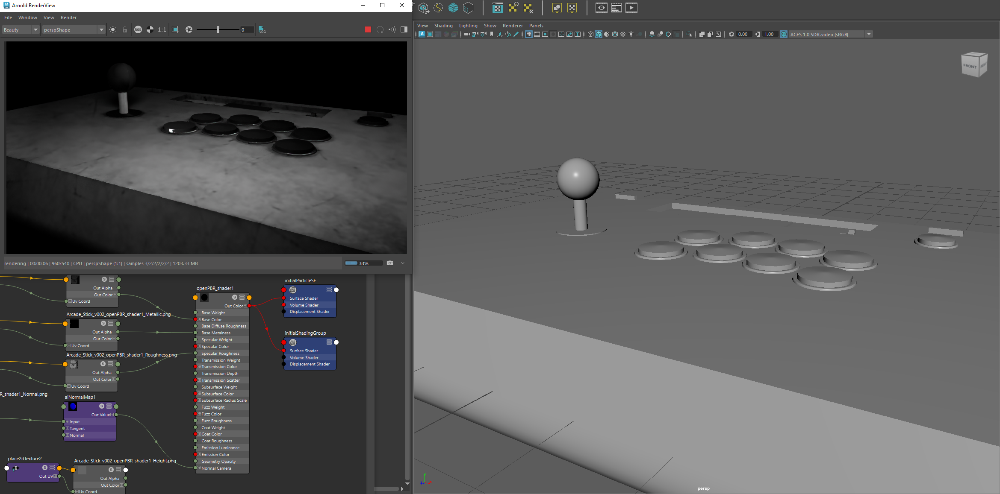 Arnold RenderView
File Window View Render
Beauty perspShape RGB 1:1 0 LOG
rendering | 00:00:06 | 960x540 | CPU | perspShape (1:1) | samples 3/2/2/2/2/2 | 1203.33 MB 33%
View Shading Lighting Show Renderer Panels
0.00 1.00 ON ACES 1.0 SDR-video (sRGB)
FRONT RIGHT
S
Out Alpha
Out Color
Uv Coord
Arcade_Stick_v002_openPBR_shader1_Metallic.png
S
Out Alpha
Out Color
Uv Coord
Arcade_Stick_v002_openPBR_shader1_Roughness.png
S
Out Alpha
Out Color
Uv Coord
R_shader1_Normal.png
aiNormalMap1
S
Out Value
Input
Tangent
Normal
place2dTexture2
S
Out UV
Arcade_Stick_v002_openPBR_shader1_Height.png
S
Out Alpha
Out Color
Uv Coord
openPBR_shader1
S
Out Color
Base Weight
Base Color
Base Diffuse Roughness
Base Metalness
Specular Weight
Specular Color
Specular Roughness
Transmission Weight
Transmission Color
Transmission Depth
Transmission Scatter
Subsurface Weight
Subsurface Color
Subsurface Radius Scale
Fuzz Weight
Fuzz Color
Fuzz Roughness
Coat Weight
Coat Color
Coat Roughness
Emission Luminance
Emission Color
Geometry Opacity
Normal Camera
initialParticleSE
Surface Shader
Volume Shader
Displacement Shader
initialShadingGroup
Surface Shader
Volume Shader
Displacement Shader
y
z x
persp